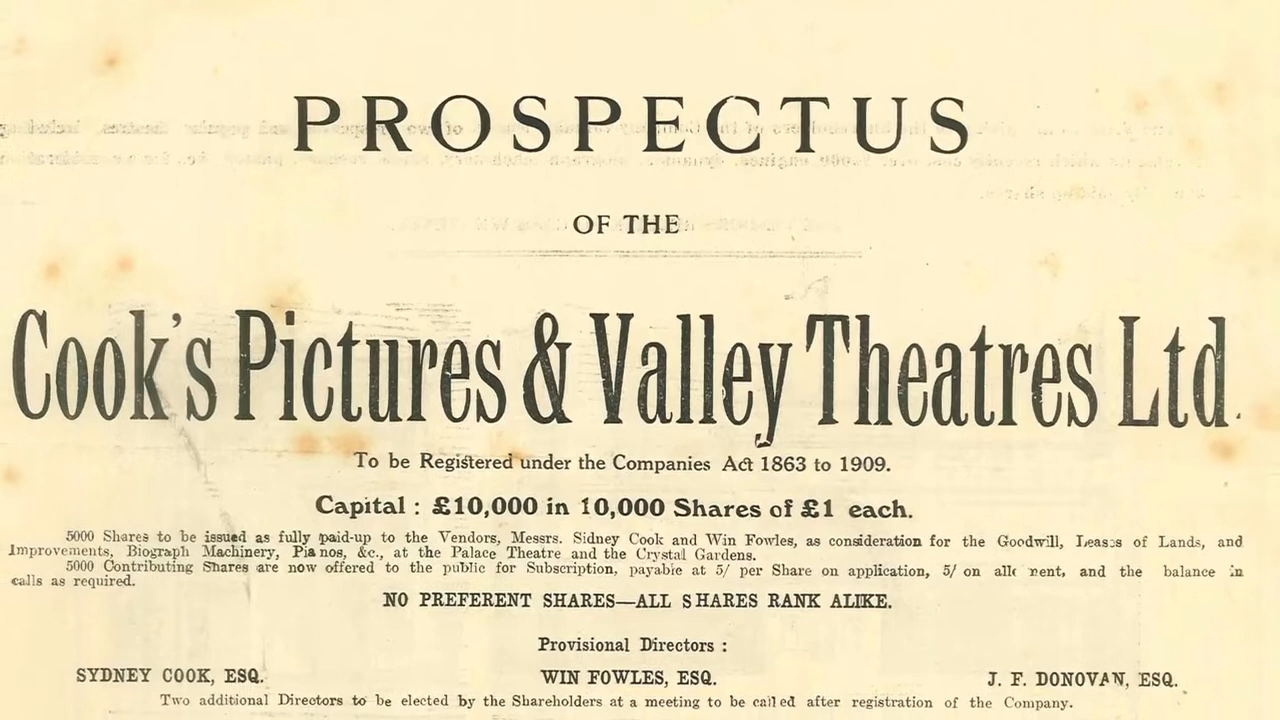 PROSPECTUS
OF THE
Cook's Pictures & Valley Theatres Ltd.
To be Registered under the Companies Act 1863 to 1909.
Capital : £10,000 in 10,000 Shares of £1 each.
5000 Shares to be issued as fully paid-up to the Vendors, Messrs. Sidney Cook and Win Fowles, as consideration for the Goodwill, Leases of Lands, and
Improvements, Biograph Machinery, Pianos, &c., at the Palace Theatre and the Crystal Gardens.
5000 Contributing Shares are now offered to the public for Subscription, payable at 5/ per Share on application, 5/ on and the balance in
calls as required.
NO PREFERENT SHARES—ALL SHARES RANK ALIKE.
Provisional Directors :
SYDNEY COOK, ESQ. WIN FOWLES, ESQ. J. F. DONOVAN, ESQ.
Two additional Directors to be elected by the Shareholders at a meeting to be called after registration of the Company.